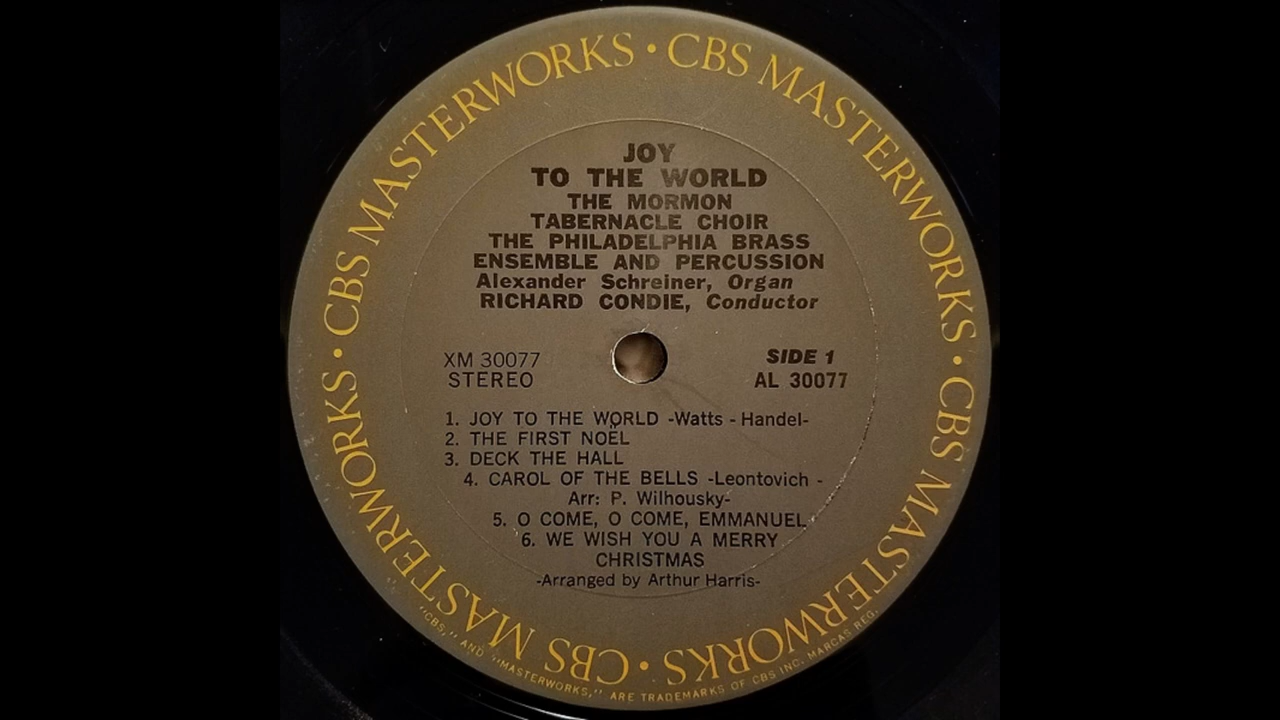 CBS MASTERWORKS • CBS MASTERWORKS • CBS MASTERWORKS • CBS MASTERWORKS •
JOY
TO THE WORLD
THE MORMON
TABERNACLE CHOIR
THE PHILADELPHIA BRASS
ENSEMBLE AND PERCUSSION
Alexander Schreiner, Organ
RICHARD CONDIE, Conductor
XM 30077
STEREO
SIDE 1
AL 30077
1. JOY TO THE WORLD -Watts - Handel-
2. THE FIRST NOËL
3. DECK THE HALL
4. CAROL OF THE BELLS -Leontovich -
Arr: P. Wilhousky-
5. O COME, O COME, EMMANUEL
6. WE WISH YOU A MERRY
CHRISTMAS
-Arranged by Arthur Harris-
"CBS," AND "MASTERWORKS," ARE TRADEMARKS OF CBS INC. MARCAS REG.